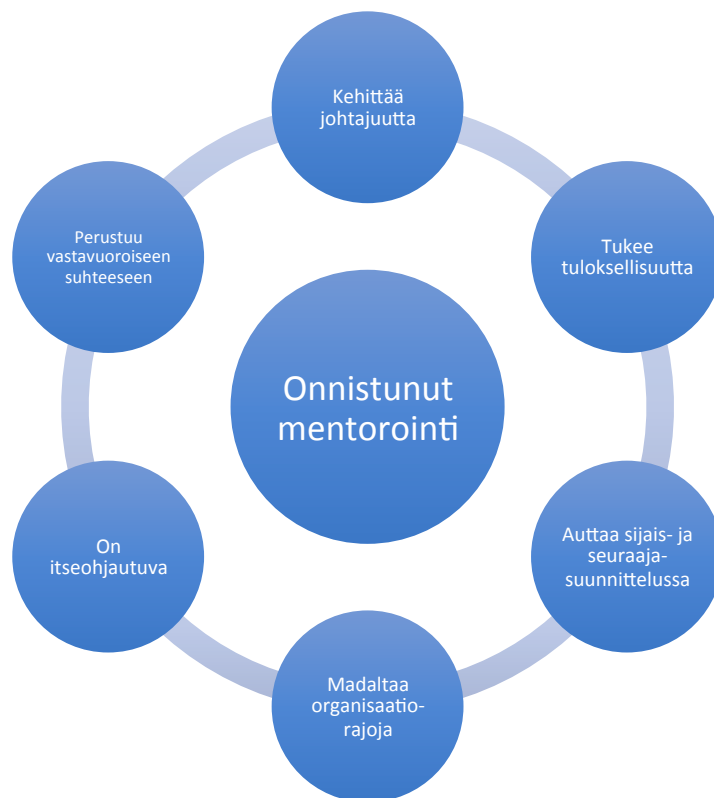 Kehittää
johtajuutta
Tukee
tuloksellisuutta
Auttaa sijais- ja
seuraaja-
suunnittelussa
Madaltaa
organisaatio-
rajoja
On
itseohjautuva
Perustuu
vastavuoroiseen
suhteeseen
Onnistunut
mentorointi